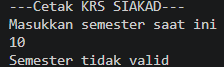 ---Cetak KRS SIAKAD---
Masukkan semester saat ini
10
Semester tidak valid